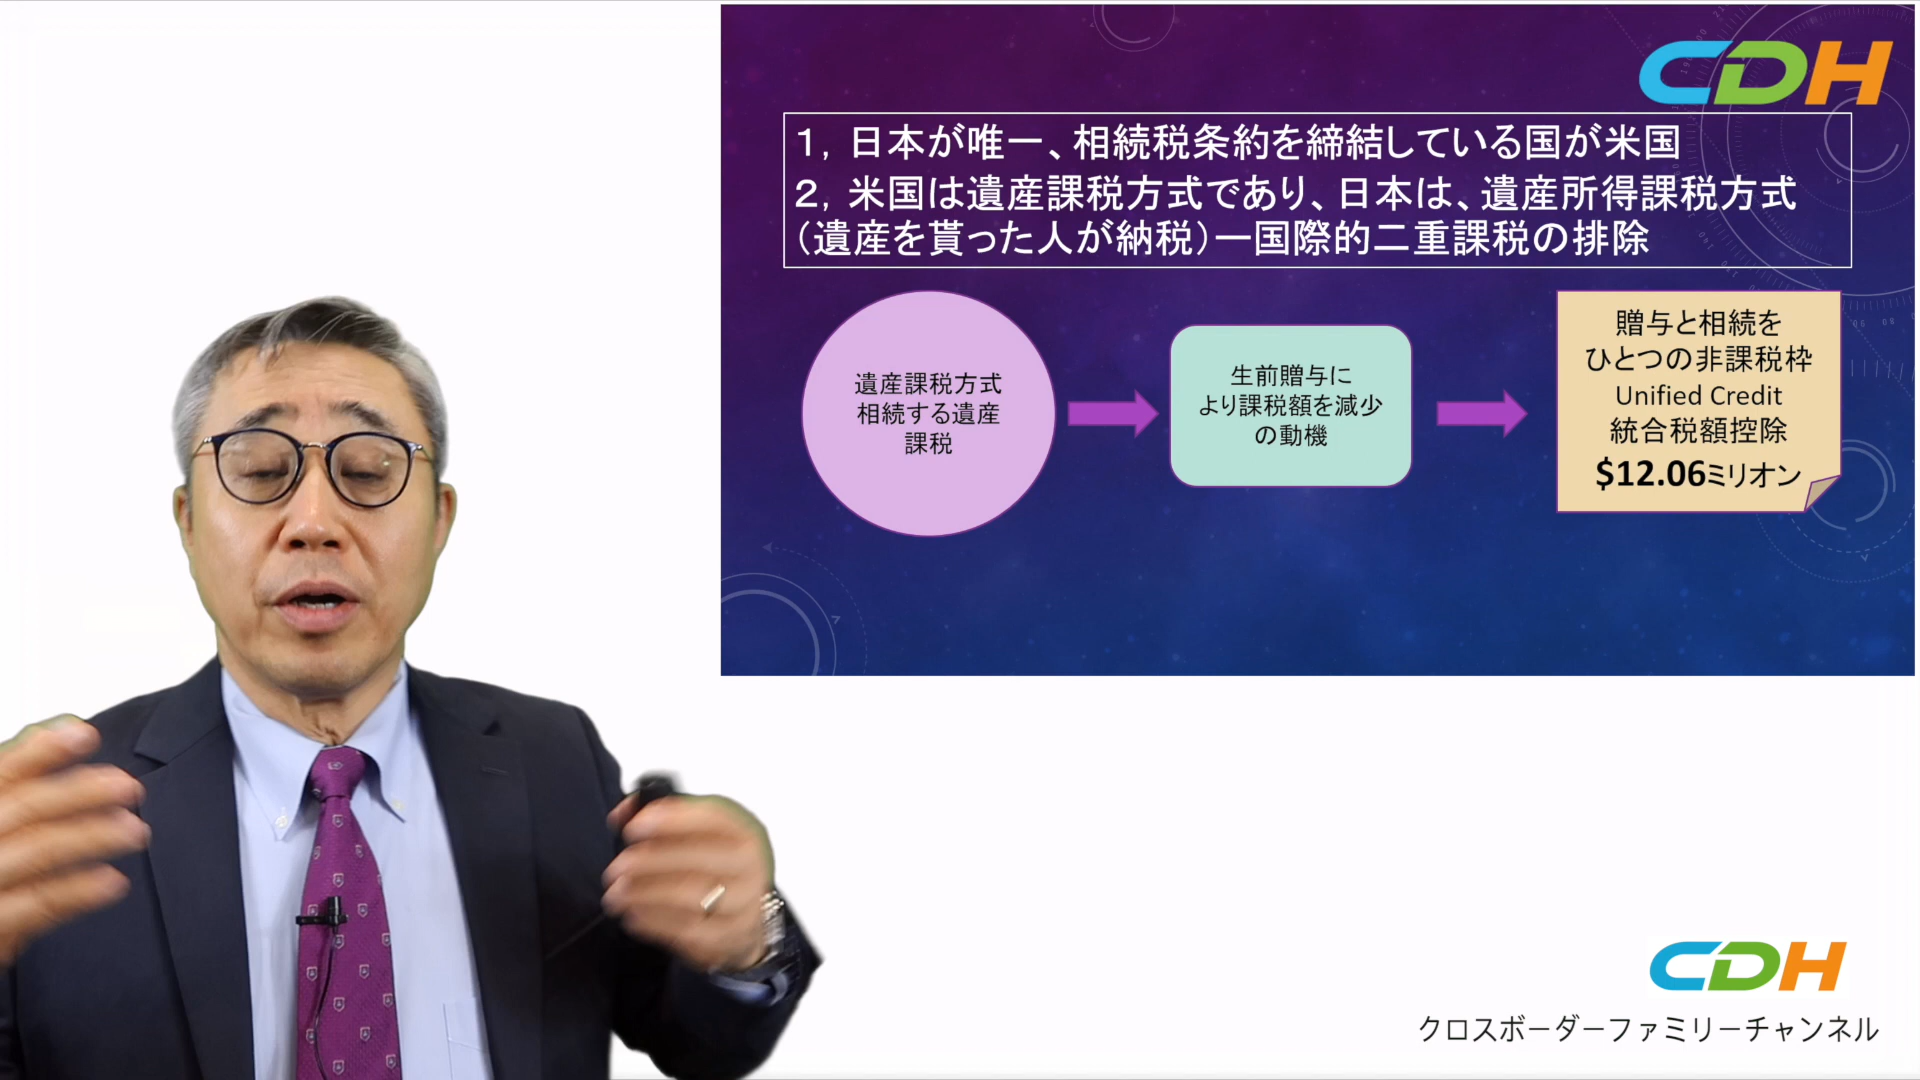 CDH
１，日本が唯一、相続税条約を締結している国が米国
２，米国は遺産課税方式であり、日本は、遺産所得課税方式
（遺産を貰った人が納税）ー国際的二重課税の排除
遺産課税方式
相続する遺産
課税
生前贈与に
より課税額を減少
の動機
贈与と相続を
ひとつの非課税枠
Unified Credit
統合税額控除
$12.06ミリオン
CDH
クロスボーダーファミリーチャンネル